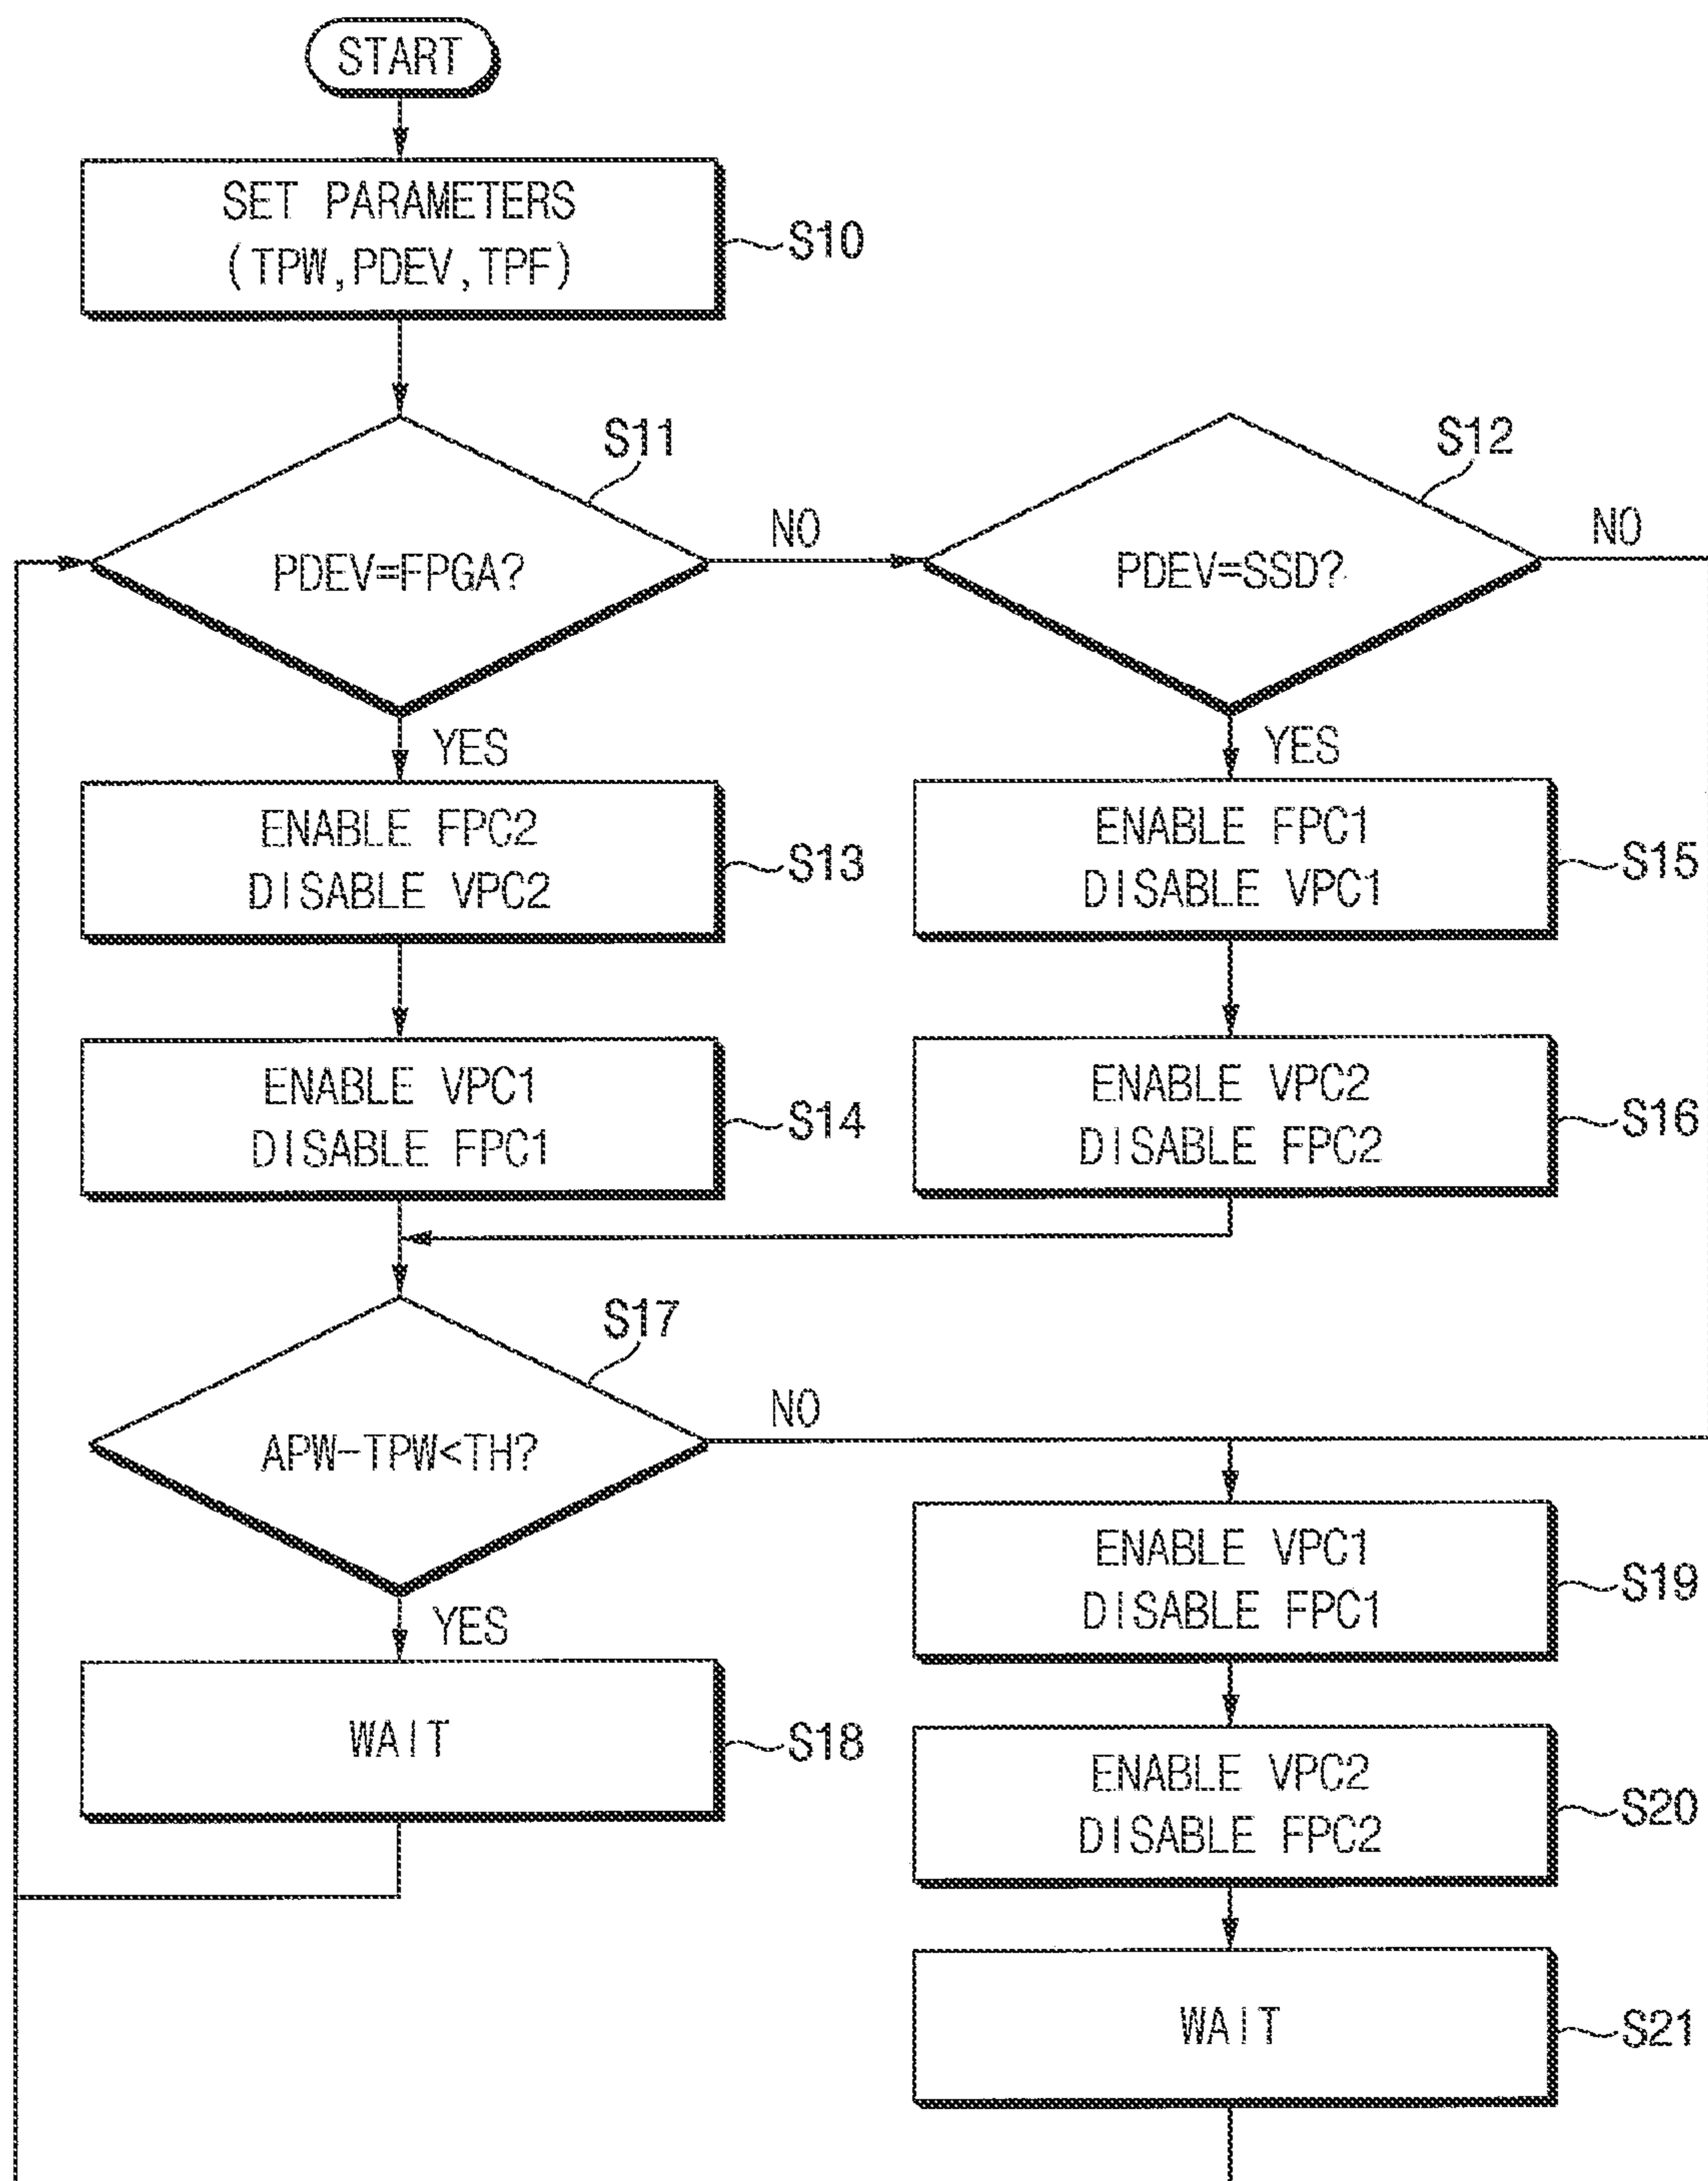 START
SET PARAMETERS
(TPW,PDEV,TPF)
S10
S11
PDEV=FPGA?
NO
S12
PDEV=SSD?
NO
YES
YES
ENABLE FPC2
DISABLE VPC2
S13
ENABLE FPC1
DISABLE VPC1
S15
ENABLE VPC1
DISABLE FPC1
S14
ENABLE VPC2
DISABLE FPC2
S16
S17
APW-TPW<TH?
NO
YES
ENABLE VPC1
DISABLE FPC1
S19
WAIT
S18
ENABLE VPC2
DISABLE FPC2
S20
WAIT
S21